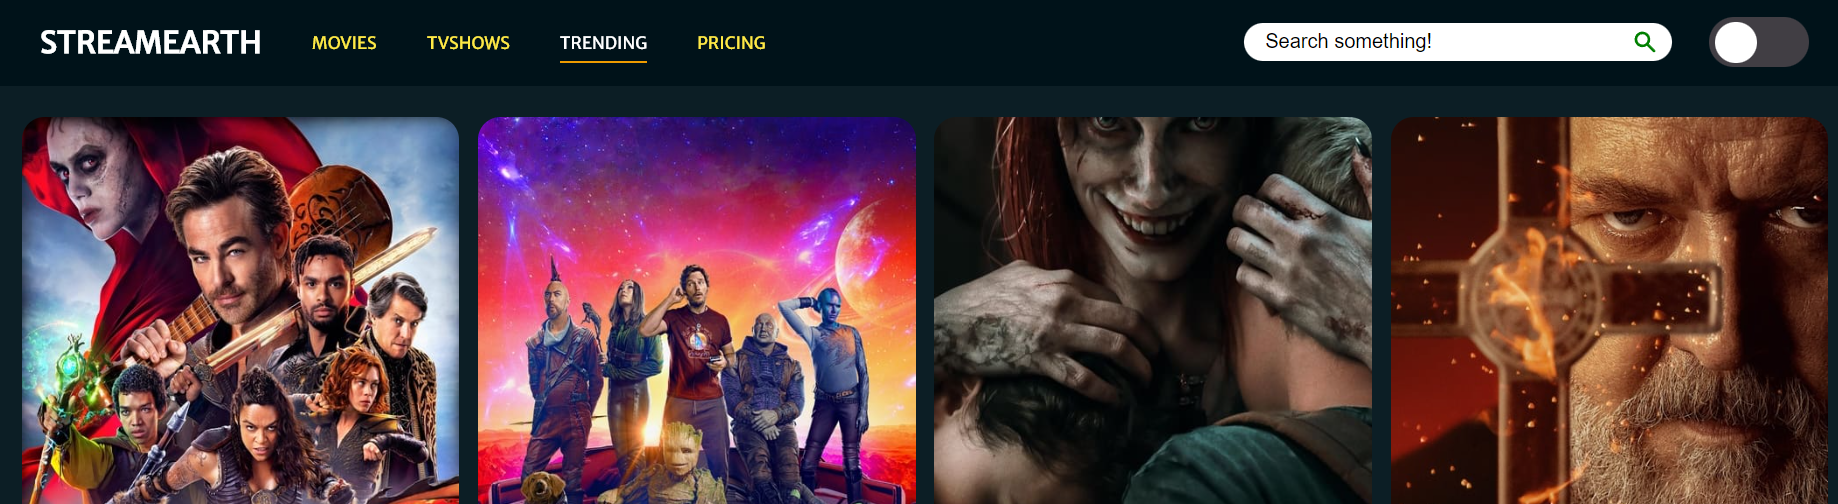 STREAMEARTH
MOVIES
TVSHOWS
TRENDING
PRICING
Search something!